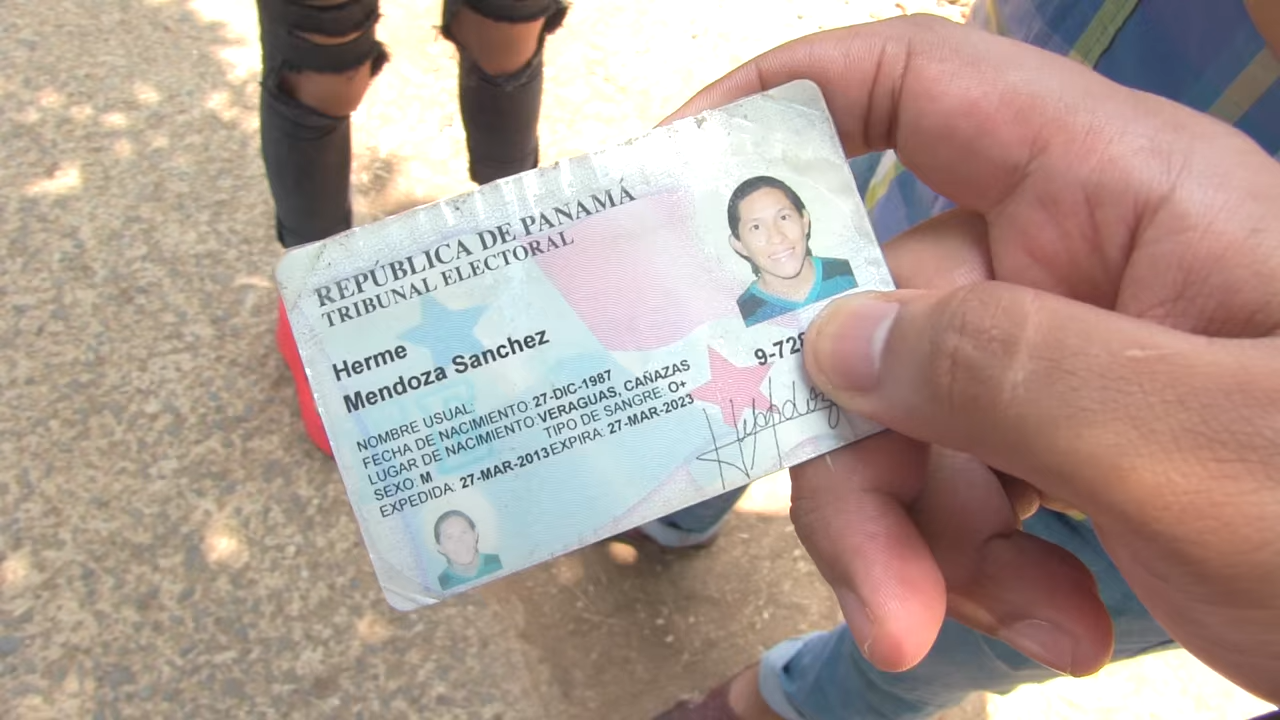 REPÚBLICA DE PANAMÁ
TRIBUNAL ELECTORAL
Herme
Mendoza Sanchez
NOMBRE USUAL:
FECHA DE NACIMIENTO: 27-DIC-1987
LUGAR DE NACIMIENTO: VERAGUAS, CAÑAZAS
SEXO: M TIPO DE SANGRE: O+
EXPEDIDA: 27-MAR-2013 EXPIRA: 27-MAR-2023
9-728